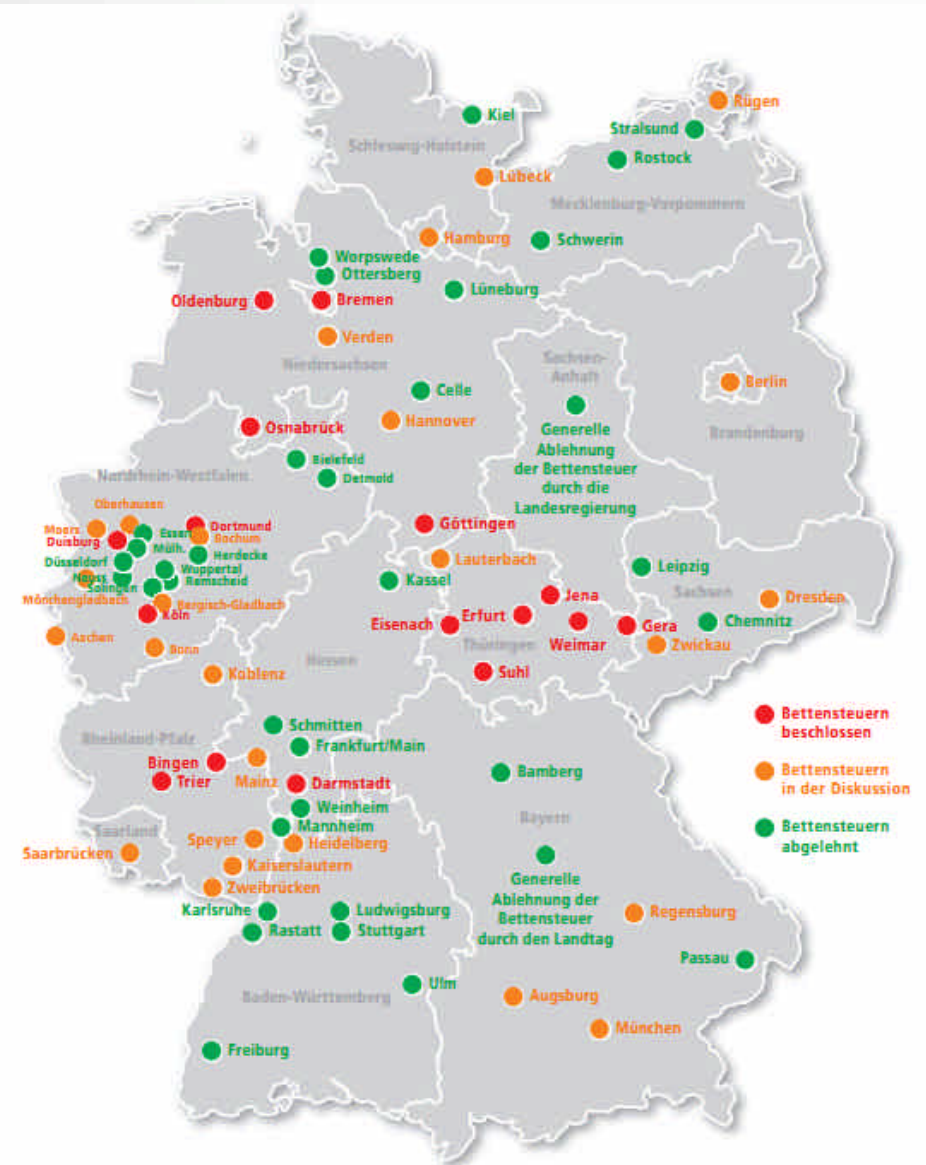 Kiel
Rügen
Stralsund
Schleswig-Holstein
Rostock
Lübeck
Mecklenburg-Vorpommern
Hamburg
Schwerin
Worpswede
Ottersberg
Lüneburg
Oldenburg
Bremen
Verden
Niedersachsen
Sachsen-
Anhalt
Berlin
Celle
Hannover
Osnabrück
Generelle
Ablehnung
der Bettensteuer
durch die
Landesregierung
Brandenburg
Bielefeld
Detmold
Nordrhein-Westfalen
Oberhausen
Moers
Duisburg
Essen
Dortmund
Bochum
Mülh.
Herdecke
Düsseldorf
Wuppertal
Neuss
Remscheid
Solingen
Mönchengladbach
Bergisch-Gladbach
Köln
Aachen
Bonn
Göttingen
Lauterbach
Kassel
Leipzig
Sachsen
Jena
Dresden
Eisenach
Erfurt
Weimar
Gera
Chemnitz
Zwickau
Thüringen
Hessen
Suhl
Koblenz
Schmitten
Rheinland-Pfalz
Frankfurt/Main
Bingen
Trier
Mainz
Darmstadt
Bamberg
Weinheim
Mannheim
Bayern
Saarland
Speyer
Heidelberg
Saarbrücken
Kaiserslautern
Zweibrücken
Generelle
Ablehnung der
Bettensteuer
durch den Landtag
Karlsruhe
Ludwigsburg
Rastatt
Stuttgart
Regensburg
Passau
Ulm
Baden-Württemberg
Augsburg
München
Freiburg
Bettensteuern
beschlossen
Bettensteuern
in der Diskussion
Bettensteuern
abgelehnt